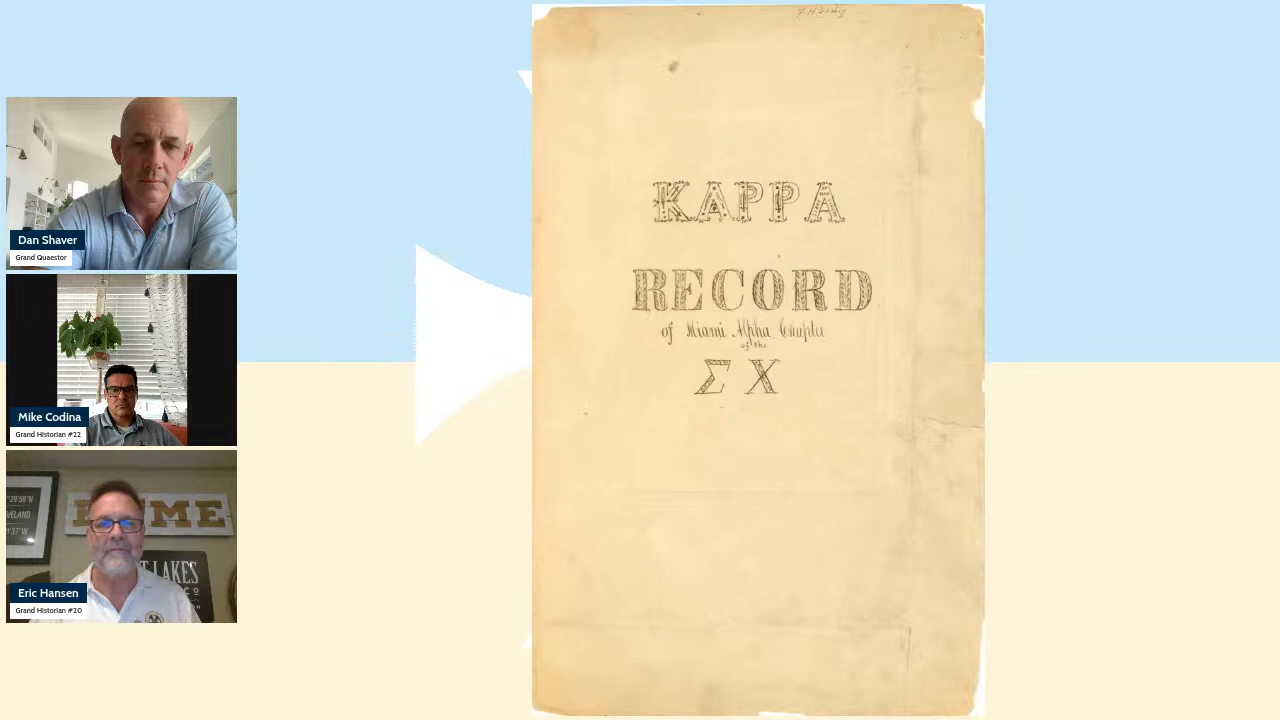 Dan Shaver
Grand Quaestor
Mike Codina
Grand Historian #22
Eric Hansen
Grand Historian #20
KAPPA
RECORD
of Miami Alpha Chapter
of the
Σ Χ